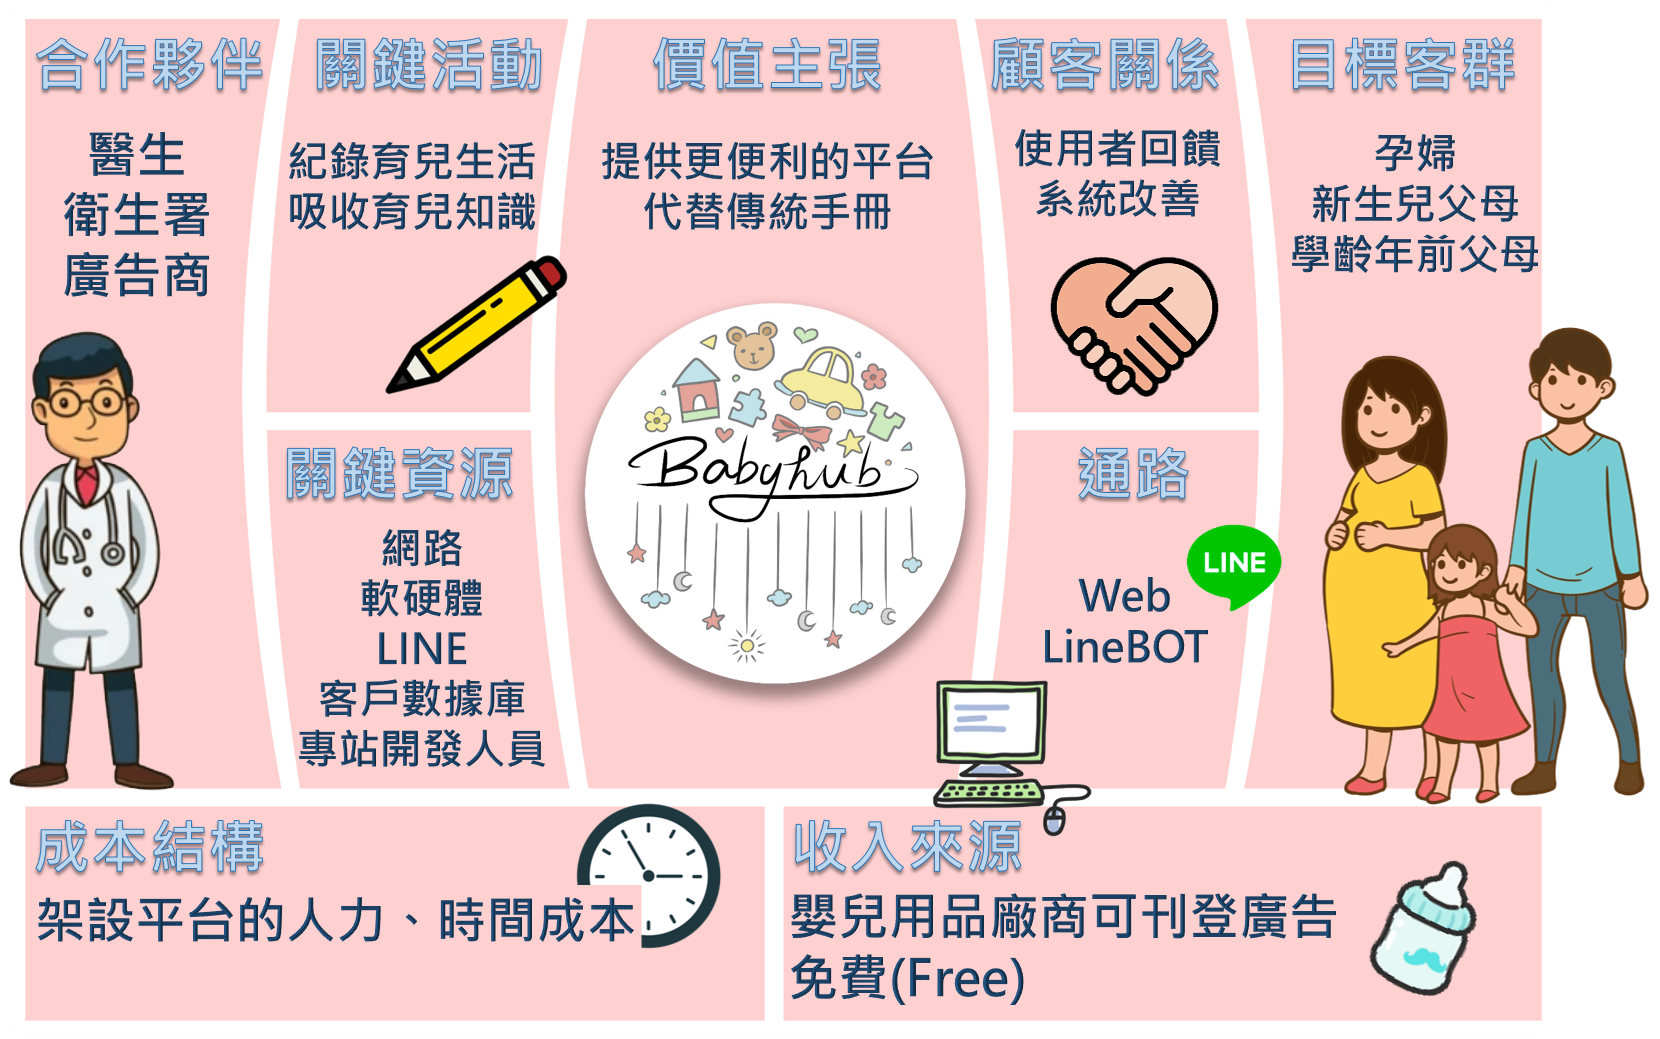 合作夥伴
醫生
衛生署
廣告商
關鍵活動
紀錄育兒生活
吸收育兒知識
關鍵資源
網路
軟硬體
LINE
客戶數據庫
專站開發人員
價值主張
提供更便利的平台
代替傳統手冊
Babyhub
顧客關係
使用者回饋
系統改善
通路
LINE
Web
LineBOT
目標客群
孕婦
新生兒父母
學齡年前父母
成本結構
架設平台的人力、時間成本
收入來源
嬰兒用品廠商可刊登廣告
免費(Free)